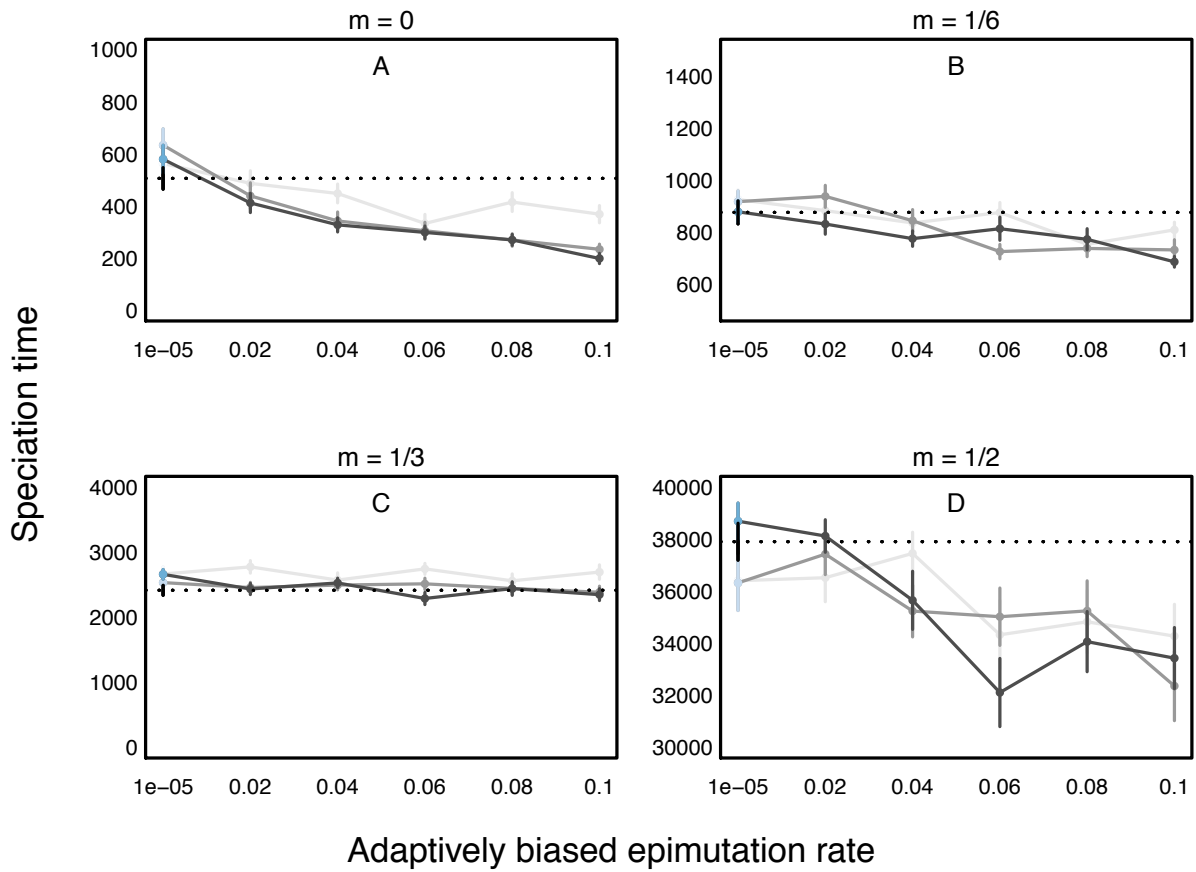 m = 0
A
1000
800
600
400
200
0
1e−05 0.02 0.04 0.06 0.08 0.1
m = 1/6
B
1400
1200
1000
800
600
1e−05 0.02 0.04 0.06 0.08 0.1
Speciation time
m = 1/3
C
4000
3000
2000
1000
0
1e−05 0.02 0.04 0.06 0.08 0.1
m = 1/2
D
40000
38000
36000
34000
32000
30000
1e−05 0.02 0.04 0.06 0.08 0.1
Adaptively biased epimutation rate